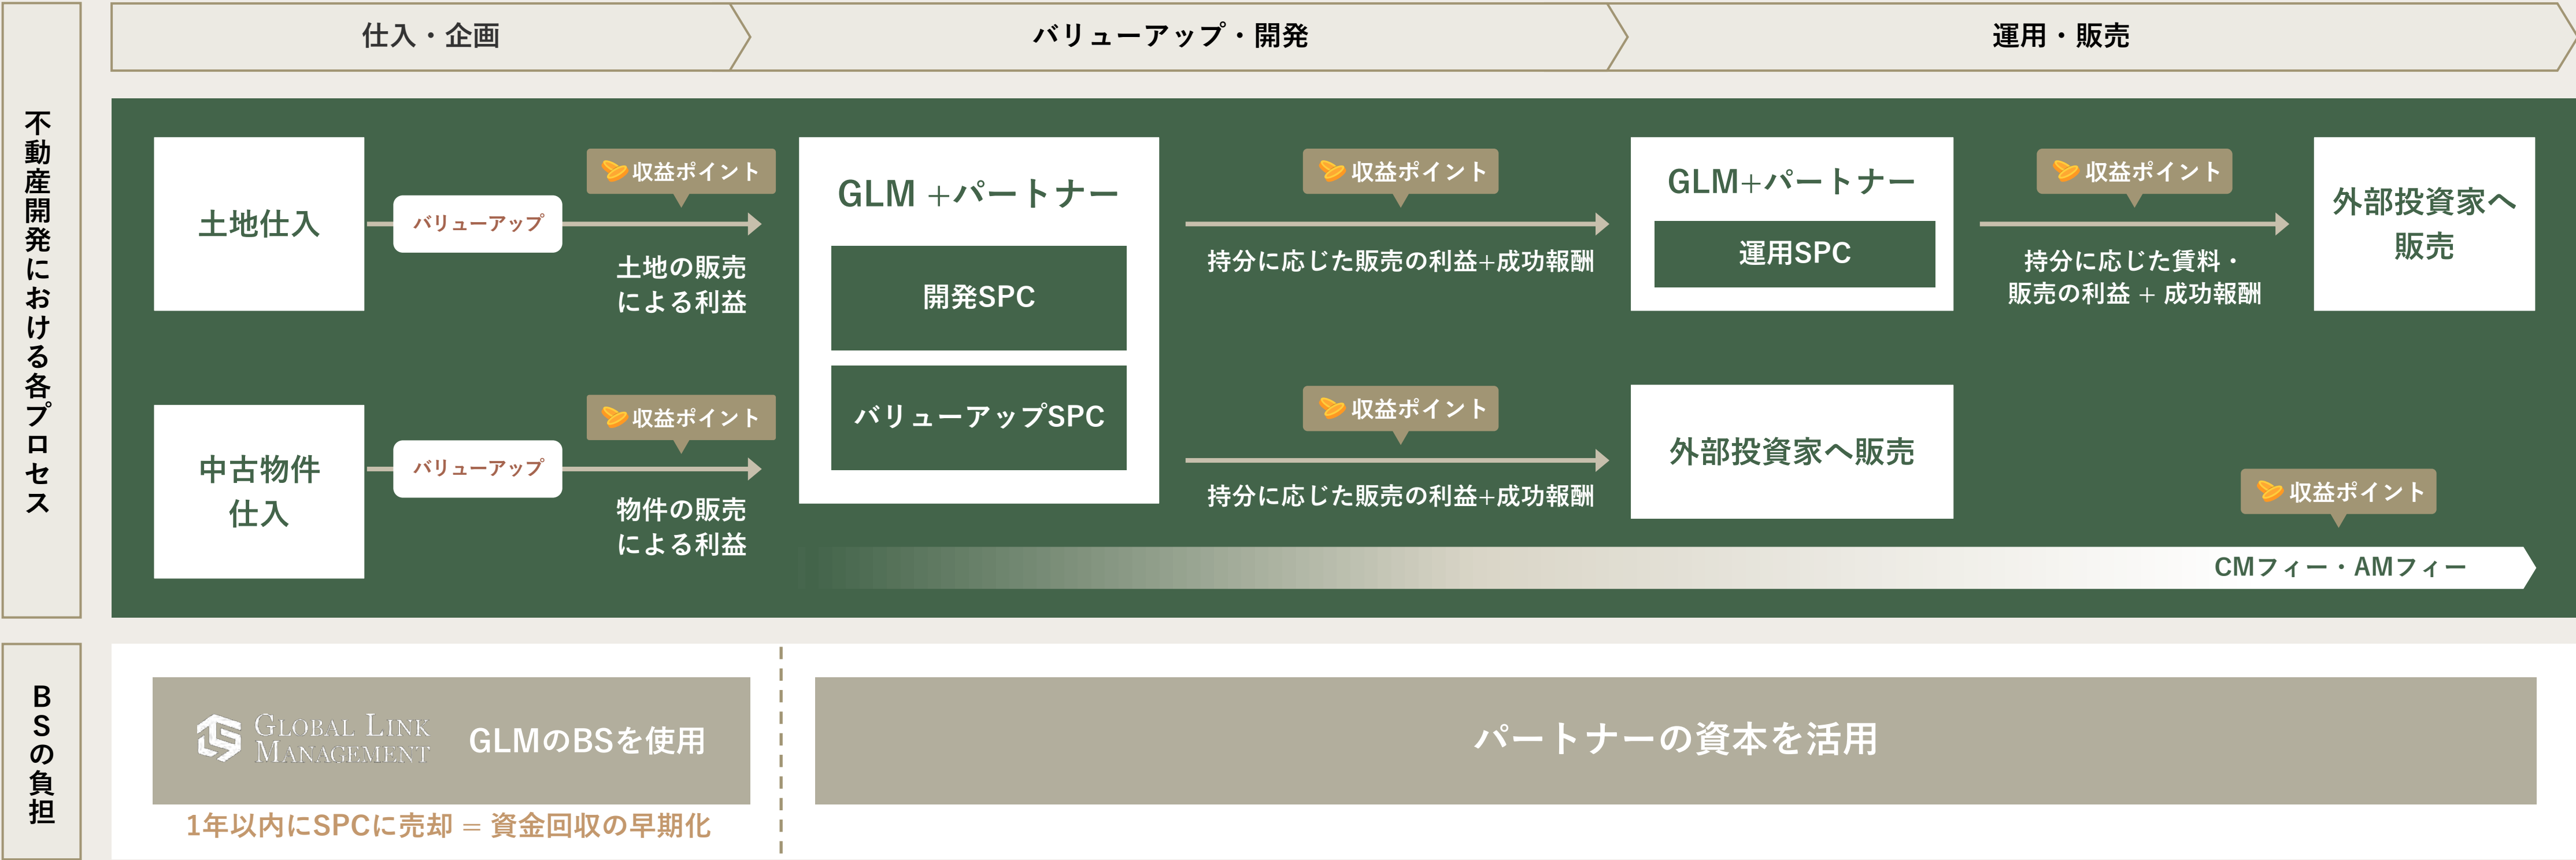 仕入・企画
バリューアップ・開発
運用・販売
不動産開発における各プロセス
土地仕入
バリューアップ
収益ポイント
土地の販売
による利益
中古物件
仕入
バリューアップ
収益ポイント
物件の販売
による利益
GLM +パートナー
開発SPC
バリューアップSPC
収益ポイント
持分に応じた販売の利益+成功報酬
収益ポイント
持分に応じた販売の利益+成功報酬
GLM+パートナー
運用SPC
外部投資家へ販売
収益ポイント
持分に応じた賃料・
販売の利益 + 成功報酬
外部投資家へ
販売
収益ポイント
CMフィー・AMフィー
BSの負担
GLOBAL LINK
MANAGEMENT
GLMのBSを使用
1年以内にSPCに売却 = 資金回収の早期化
パートナーの資本を活用